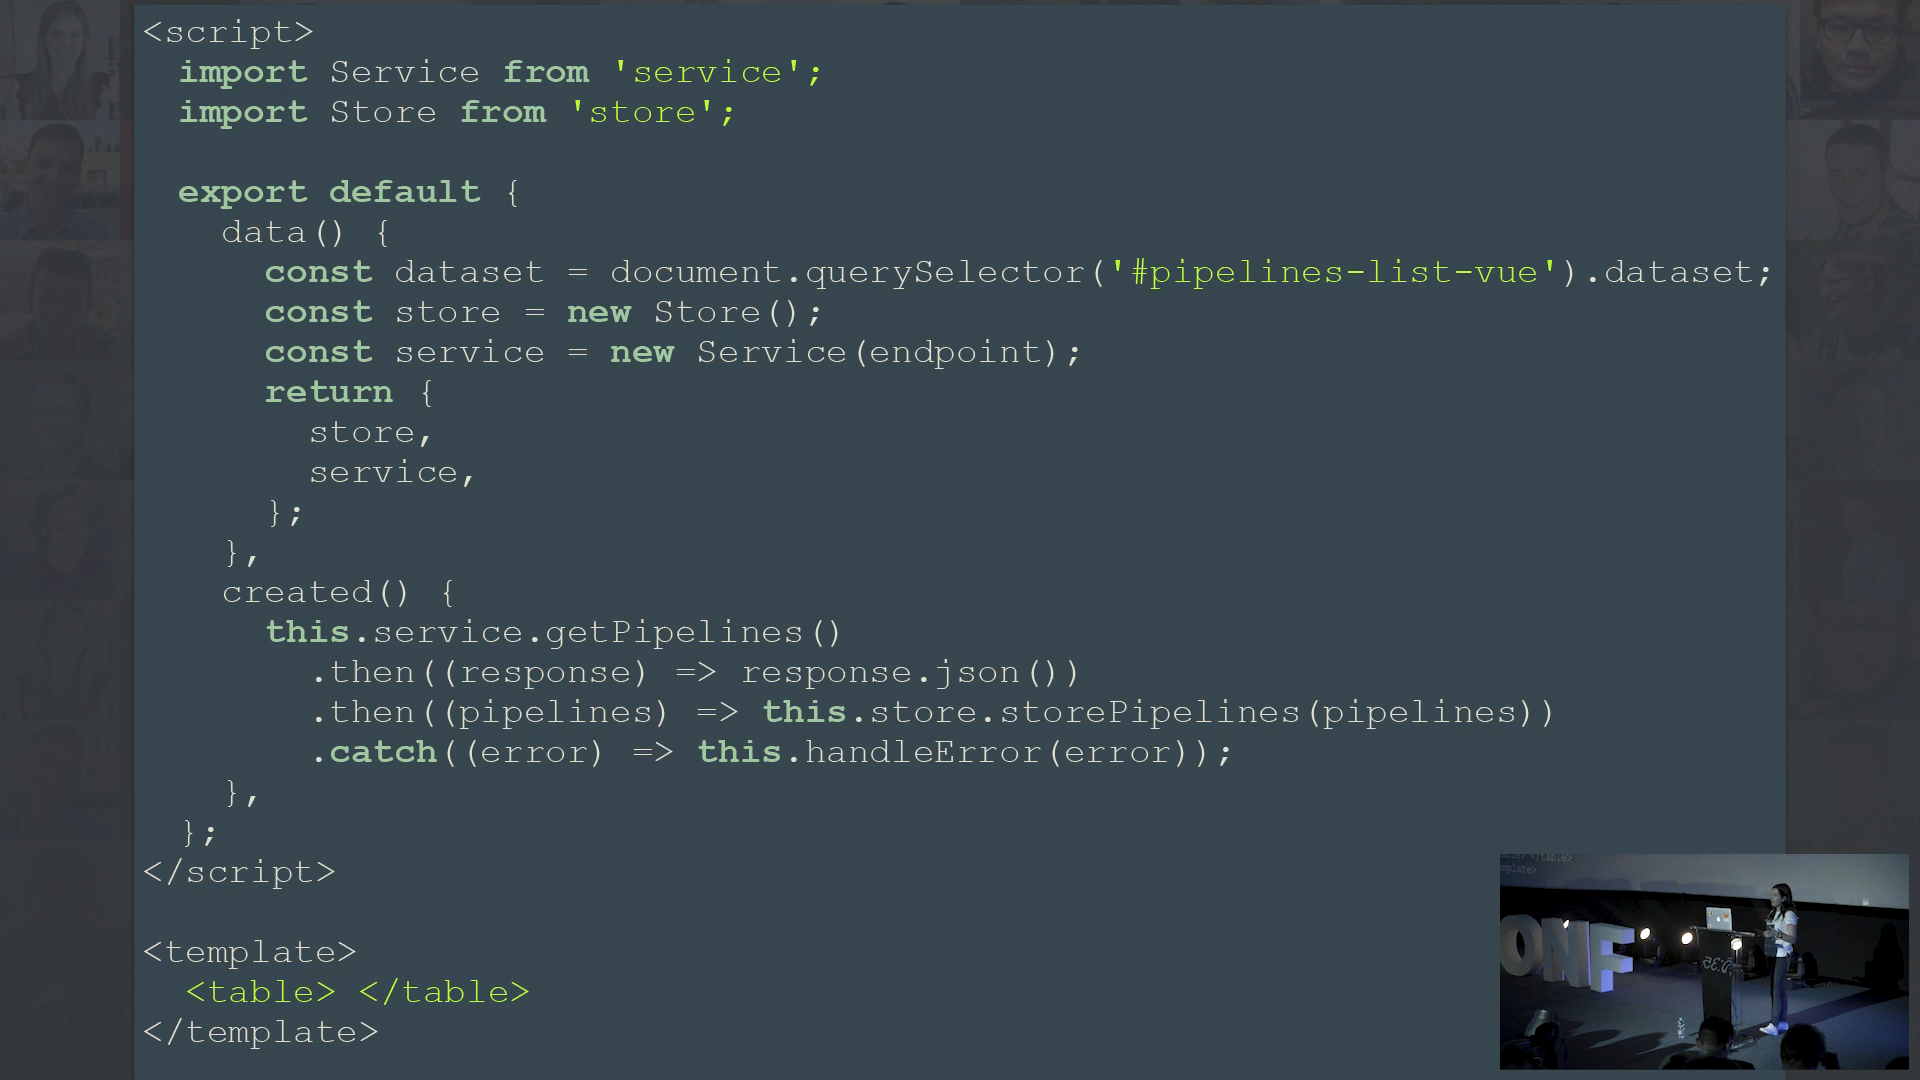 <script>
import Service from 'service';
import Store from 'store';
export default {
data() {
const dataset = document.querySelector('#pipelines-list-vue').dataset;
const store = new Store();
const service = new Service(endpoint);
return {
store,
service,
};
},
created() {
this.service.getPipelines()
.then((response) => response.json())
.then((pipelines) => this.store.storePipelines(pipelines))
.catch((error) => this.handleError(error));
},
};
</script>
<template>
<table> </table>
</template>
ONF